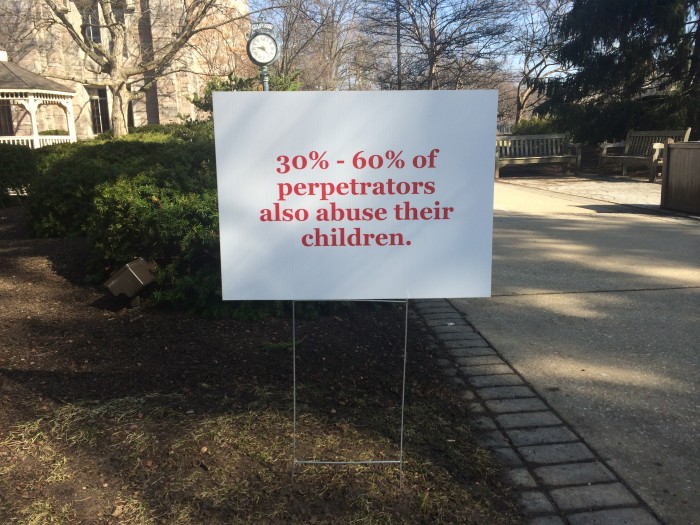 30% - 60% of
perpetrators
also abuse their
children.